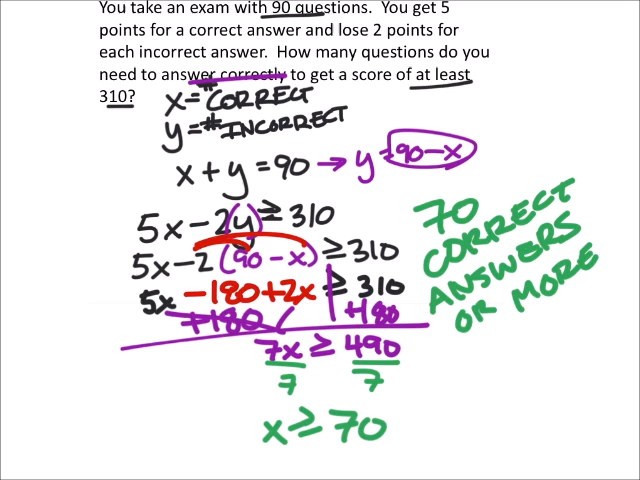 You take an exam with 90 questions. You get 5
points for a correct answer and lose 2 points for
each incorrect answer. How many questions do you
need to answer correctly to get a score of at least
310?
x = # CORRECT
y = # INCORRECT
x + y = 90 → y = 90 - x
5x - 2(y) ≥ 310
5x - 2(90 - x) ≥ 310
5x - 180 + 2x ≥ 310
+180 +180
7x ≥ 490
7 7
x ≥ 70
70
CORRECT
ANSWERS
OR MORE